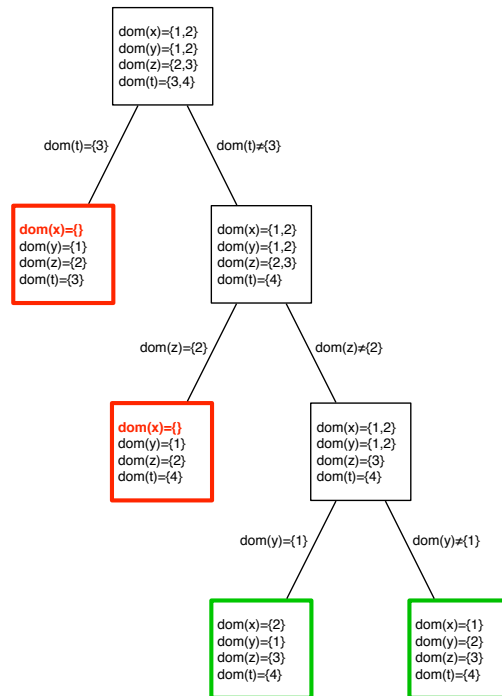 dom(x)={1,2}
dom(y)={1,2}
dom(z)={2,3}
dom(t)={3,4}
dom(t)={3}
dom(t)≠{3}
dom(x)={}
dom(y)={1}
dom(z)={2}
dom(t)={3}
dom(x)={1,2}
dom(y)={1,2}
dom(z)={2,3}
dom(t)={4}
dom(z)={2}
dom(z)≠{2}
dom(x)={}
dom(y)={1}
dom(z)={2}
dom(t)={4}
dom(x)={1,2}
dom(y)={1,2}
dom(z)={3}
dom(t)={4}
dom(y)={1}
dom(y)≠{1}
dom(x)={2}
dom(y)={1}
dom(z)={3}
dom(t)={4}
dom(x)={1}
dom(y)={2}
dom(z)={3}
dom(t)={4}